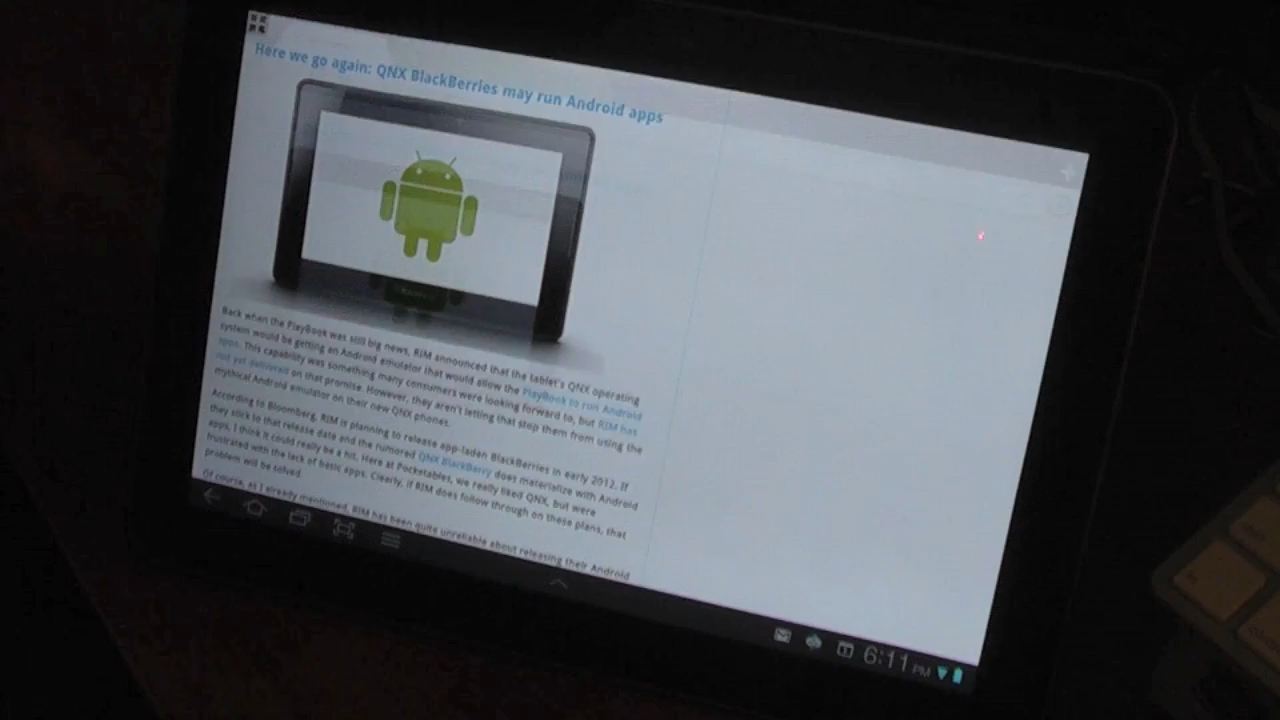 Here we go again: QNX BlackBerries may run Android apps
Back when the PlayBook was still big news, RIM announced that the tablet's QNX operating
system would be getting an Android emulator that would allow the PlayBook to run Android
apps. This capability was something many consumers were looking forward to, but RIM has
not yet delivered on that promise. However, they aren't letting that stop them from using the
mythical Android emulator on their new QNX phones.
According to Bloomberg, RIM is planning to release app-laden BlackBerries in early 2012. If
they stick to that release date and the rumored QNX BlackBerry does materialize with Android
apps, I think it could really be a hit. Here at Pocketables, we really liked QNX, but were
frustrated with the lack of basic apps. Clearly, if RIM does follow through on these plans, that
problem will be solved.
Of course, as I already mentioned, RIM has been quite unreliable about releasing their Android
6:11 PM